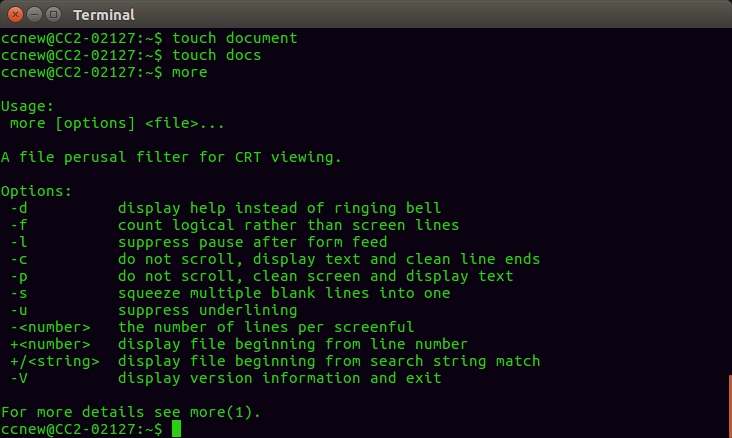 Terminal
ccnew@CC2-02127:~$ touch document
ccnew@CC2-02127:~$ touch docs
ccnew@CC2-02127:~$ more

Usage:
 more [options] <file>...

A file perusal filter for CRT viewing.

Options:
 -d          display help instead of ringing bell
 -f          count logical rather than screen lines
 -l          suppress pause after form feed
 -c          do not scroll, display text and clean line ends
 -p          do not scroll, clean screen and display text
 -s          squeeze multiple blank lines into one
 -u          suppress underlining
 -<number>   the number of lines per screenful
 +<number>   display file beginning from line number
 +/<string>  display file beginning from search string match
 -V          display version information and exit

For more details see more(1).
ccnew@CC2-02127:~$